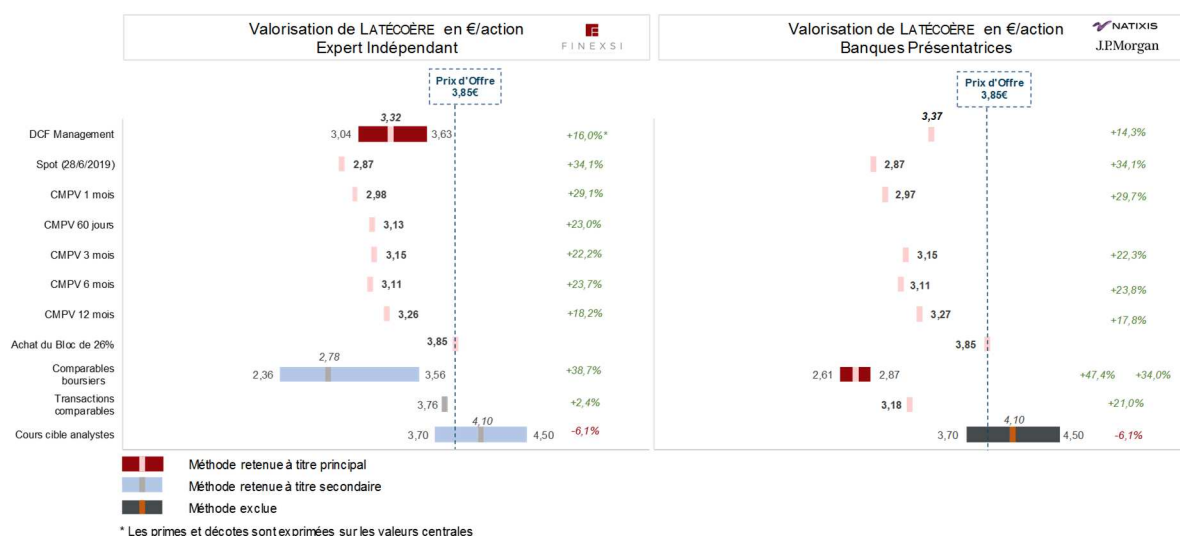 Valorisation de LATÉCOÈRE en €/action
Expert Indépendant
FINEXSI
Valorisation de LATÉCOÈRE en €/action
Banques Présentatrices
NATIXIS
J.P.Morgan
Prix d'Offre
3,85€
Prix d'Offre
3,85€
DCF Management 3,04 3,32 3,63 +16,0%* 3,37 +14,3%
Spot (28/6/2019) 2,87 +34,1% 2,87 +34,1%
CMPV 1 mois 2,98 +29,1% 2,97 +29,7%
CMPV 60 jours 3,13 +23,0%
CMPV 3 mois 3,15 +22,2% 3,15 +22,3%
CMPV 6 mois 3,11 +23,7% 3,11 +23,8%
CMPV 12 mois 3,26 +18,2% 3,27 +17,8%
Achat du Bloc de 26% 3,85 3,85
Comparables
boursiers 2,36 2,78 3,56 +38,7% 2,61 2,87 +47,4% +34,0%
Transactions
comparables 3,76 +2,4% 3,18 +21,0%
Cours cible analystes 3,70 4,10 4,50 -6,1% 3,70 4,10 4,50 -6,1%
Méthode retenue à titre principal
Méthode retenue à titre secondaire
Méthode exclue
* Les primes et décotes sont exprimées sur les valeurs centrales